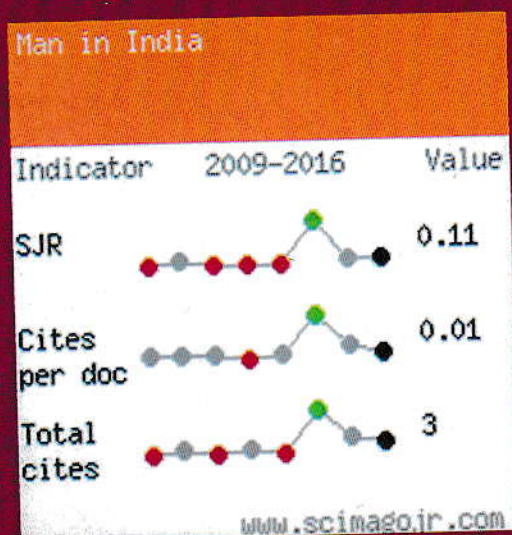 Man in India
Indicator 2009-2016 Value
SJR 0.11
Cites
per doc 0.01
Total
cites 3
www.scimagojr.com